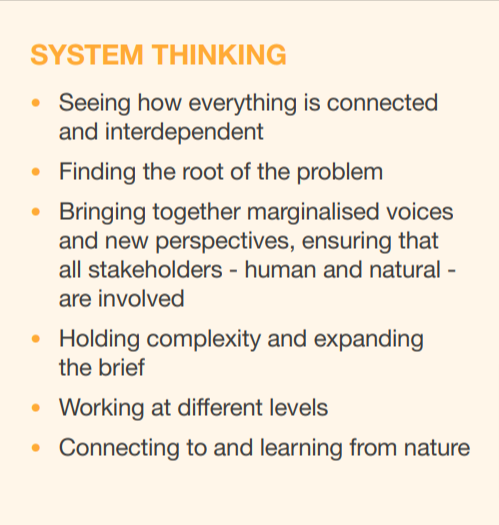 SYSTEM THINKING
• Seeing how everything is connected
and interdependent
• Finding the root of the problem
• Bringing together marginalised voices
and new perspectives, ensuring that
all stakeholders - human and natural -
are involved
• Holding complexity and expanding
the brief
• Working at different levels
• Connecting to and learning from nature